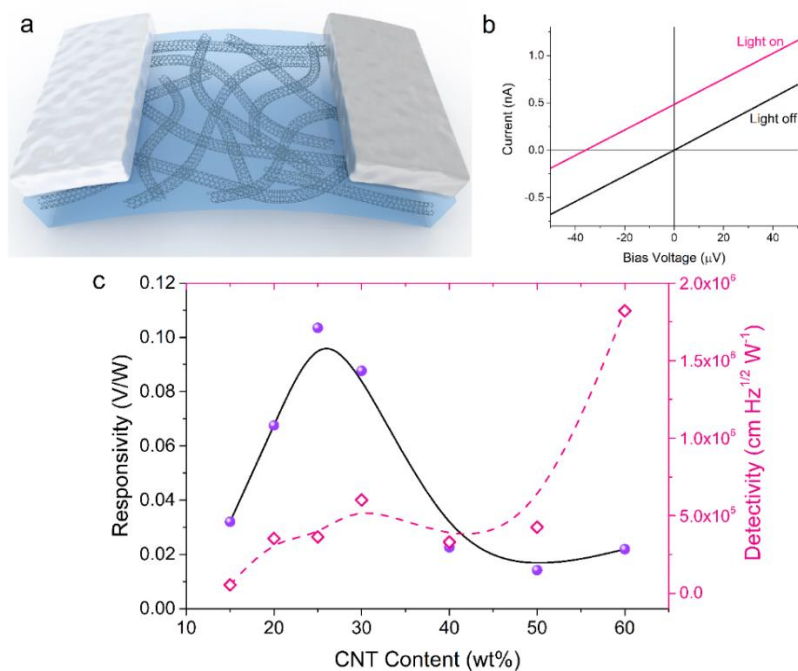 a
b
Light on
Light off
Current (nA)
1.0
0.5
0.0
-0.5
-40 -20 0 20 40
Bias Voltage (μV)
c
Responsivity (V/W)
0.12
0.10
0.08
0.06
0.04
0.02
0.00
10 20 30 40 50 60
CNT Content (wt%)
2.0x10⁶
1.5x10⁶
1.0x10⁶
5.0x10⁵
0.0
Detectivity (cm Hz^1/2 W^-1)